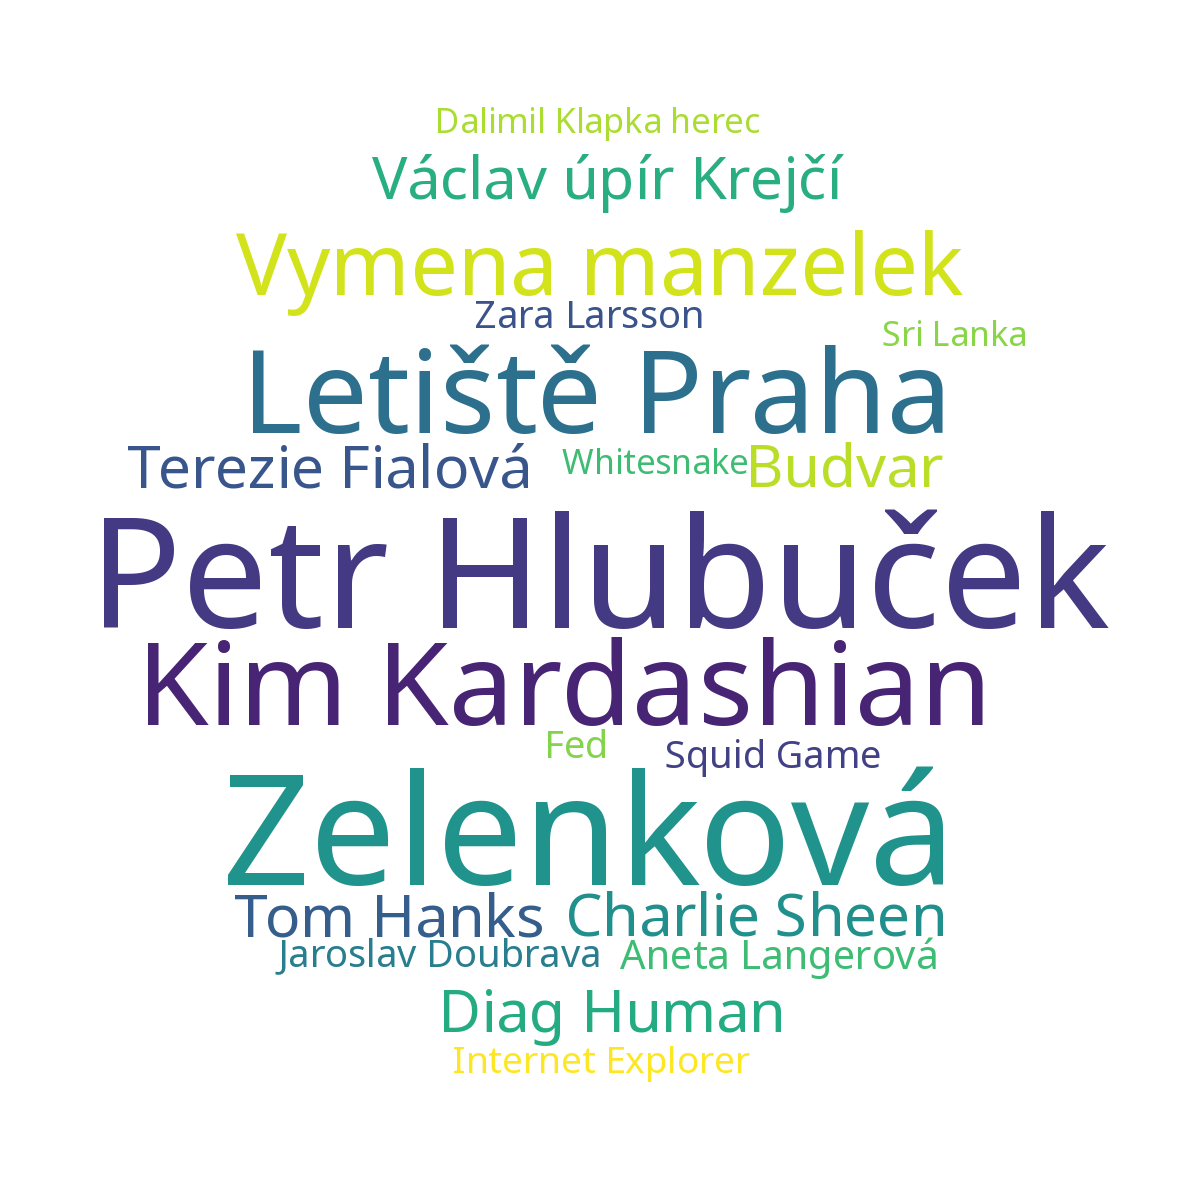 Dalimil Klapka herec
Václav úpír Krejčí
Vymena manzelek
Zara Larsson
Sri Lanka
Letiště Praha
Terezie Fialová
Whitesnake
Budvar
Petr Hlubuček
Kim Kardashian
Fed
Squid Game
Zelenková
Tom Hanks
Charlie Sheen
Jaroslav Doubrava
Aneta Langerová
Diag Human
Internet Explorer